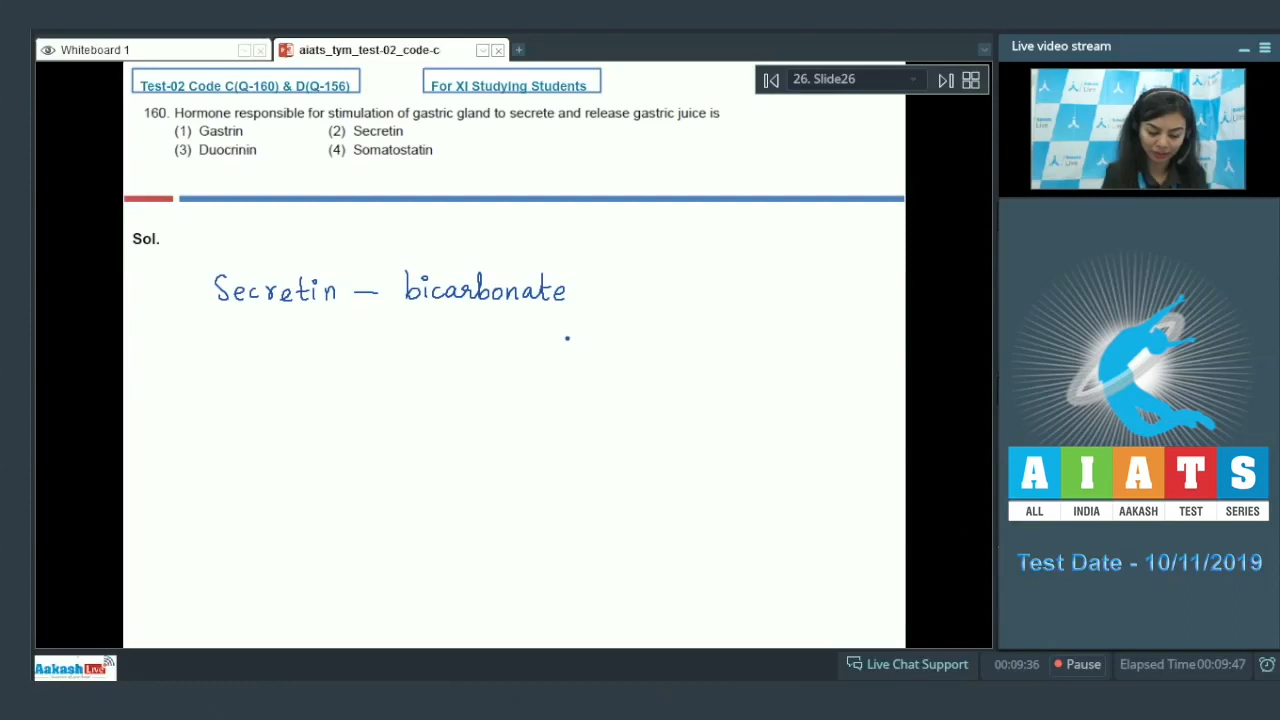 Whiteboard 1
aiats_tym_test-02_code-c
Live video stream
Test-02 Code C(Q-160) & D(Q-156)
For XI Studying Students
26. Slide26
160. Hormone responsible for stimulation of gastric gland to secrete and release gastric juice is
(1) Gastrin (2) Secretin
(3) Duocrinin (4) Somatostatin
Sol.
Secretin — bicarbonate
A I A T S
ALL INDIA AAKASH TEST SERIES
Test Date - 10/11/2019
Aakash Live
Live Chat Support
00:09:36
Pause
Elapsed Time 00:09:47